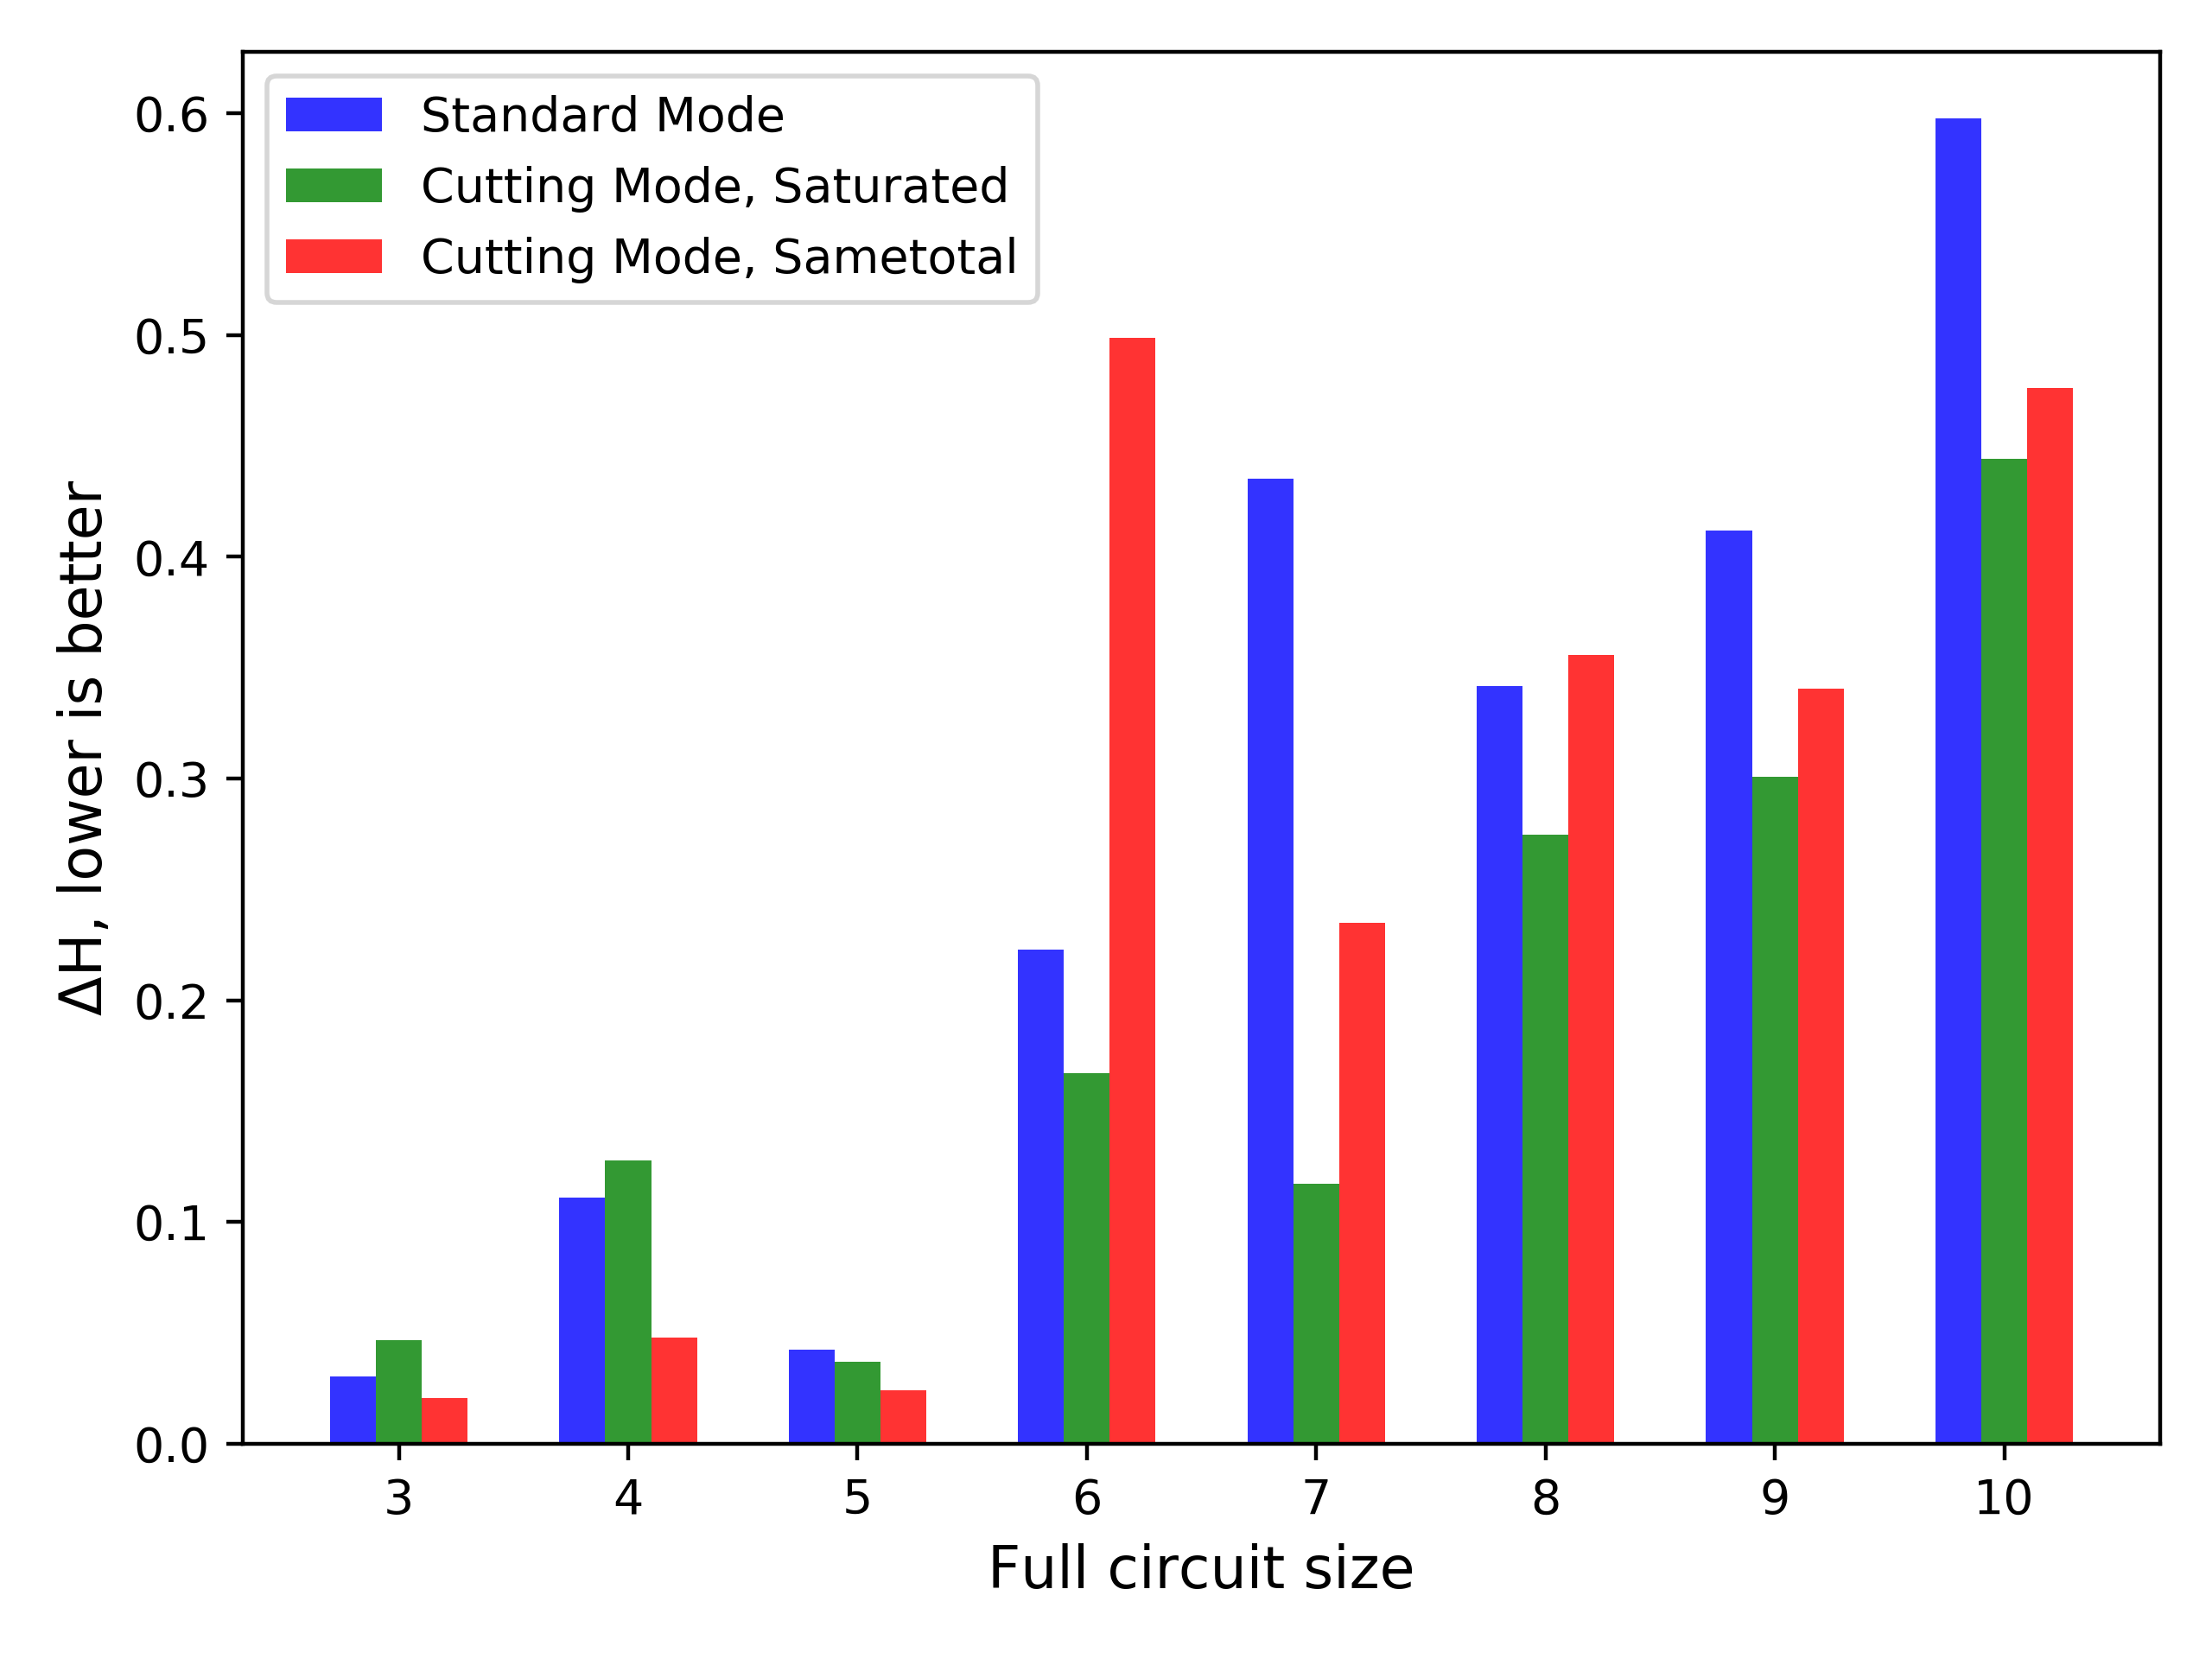 Standard Mode
Cutting Mode, Saturated
Cutting Mode, Sametotal
0.6
0.5
0.4
0.3
0.2
0.1
0.0
ΔH, lower is better
3 4 5 6 7 8 9 10
Full circuit size